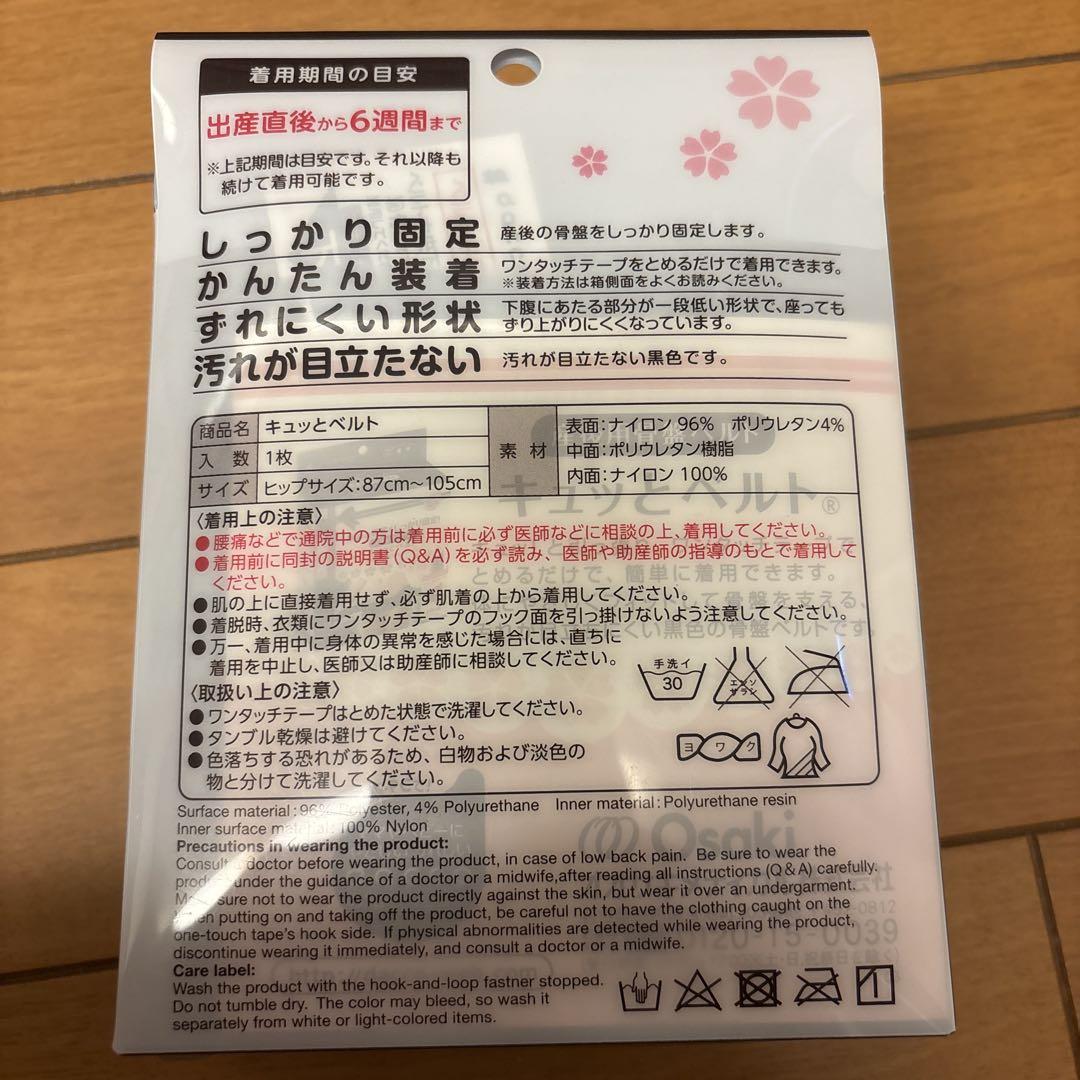 着用期間の目安
出産直後から6週間まで
※上記期間は目安です。それ以降も
続けて着用可能です。
しっかり固定 産後の骨盤をしっかり固定します。
かんたん装着 ワンタッチテープをとめるだけで着用できます。
※装着方法は箱側面をよくお読みください。
ずれにくい形状 下腹にあたる部分が一段低い形状で、座っても
ずり上がりにくくなっています。
汚れが目立たない 汚れが目立たない黒色です。
商品名 キュッとベルト
入数 1枚
サイズ ヒップサイズ:87cm~105cm
素材
表面:ナイロン 96% ポリウレタン4%
中面:ポリウレタン樹脂
内面:ナイロン 100%
キュッとベルト®
〈着用上の注意〉
●腰痛などで通院中の方は着用前に必ず医師などに相談の上、着用してください。
●着用前に同封の説明書(Q&A)を必ず読み、医師や助産師の指導のもとで着用して
ください。
とめるだけで、簡単に着用できます。
●肌の上に直接着用せず、必ず肌着の上から着用してください。
●着脱時、衣類にワンタッチテープのフック面を引っ掛けないよう注意してください。
●万一、着用中に身体の異常を感じた場合には、直ちに
着用を中止し、医師又は助産師に相談してください。
〈取扱い上の注意〉
●ワンタッチテープはとめた状態で洗濯してください。
●タンブル乾燥は避けてください。
●色落ちする恐れがあるため、白物および淡色の
物と分けて洗濯してください。
手洗イ
30
エンソ
サラシ
ヨワク
Surface material:96% Polyester, 4% Polyurethane Inner material:Polyurethane resin
Inner surface material:100% Nylon
Osaki
Precautions in wearing the product:
Consult a doctor before wearing the product, in case of low back pain. Be sure to wear the
product under the guidance of a doctor or a midwife,after reading all instructions (Q&A) carefully.
Make sure not to wear the product directly against the skin, but wear it over an undergarment.
When putting on and taking off the product, be careful not to have the clothing caught on the
one-touch tape's hook side. If physical abnormalities are detected while wearing the product,
discontinue wearing it immediately, and consult a doctor or a midwife.
0120-15-0039
Care label:
Wash the product with the hook-and-loop fastner stopped.
Do not tumble dry. The color may bleed, so wash it
separately from white or light-colored items.